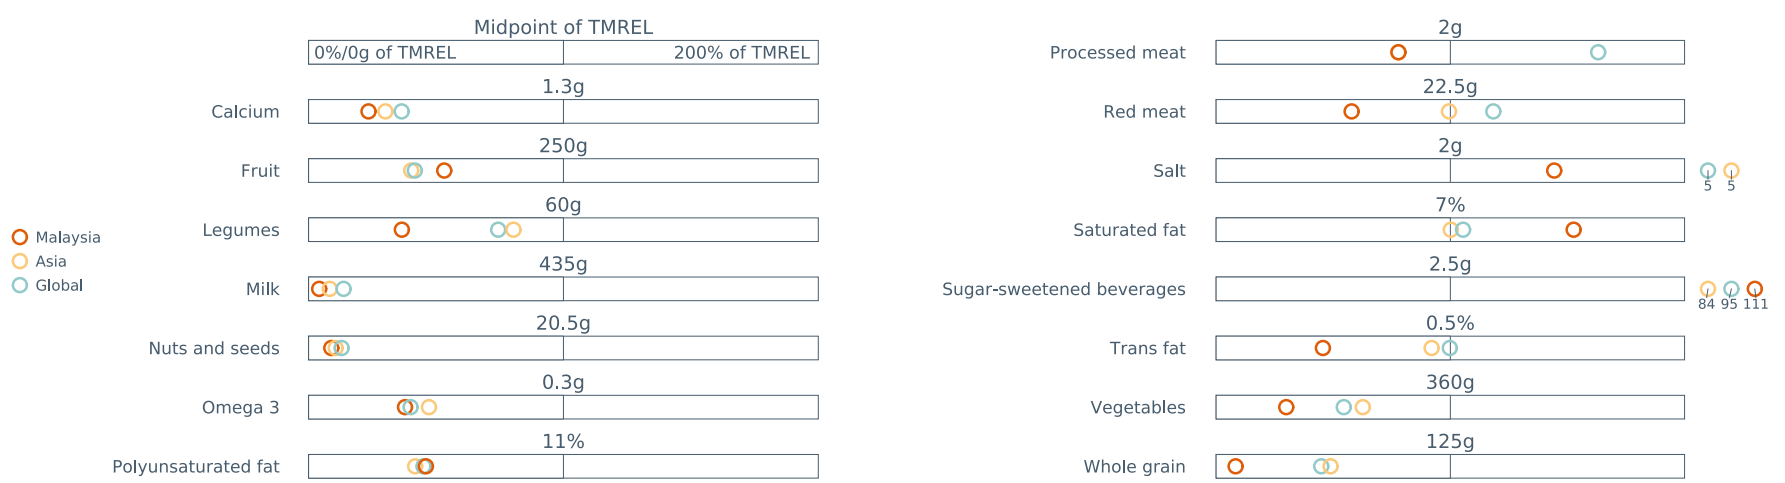 Midpoint of TMREL
0%/0g of TMREL 200% of TMREL
1.3g
Calcium
250g
Fruit
60g
Legumes
435g
Milk
20.5g
Nuts and seeds
0.3g
Omega 3
11%
Polyunsaturated fat
Malaysia
Asia
Global
2g
Processed meat
22.5g
Red meat
2g
Salt
5 5
7%
Saturated fat
2.5g
Sugar-sweetened beverages
84 95 111
0.5%
Trans fat
360g
Vegetables
125g
Whole grain